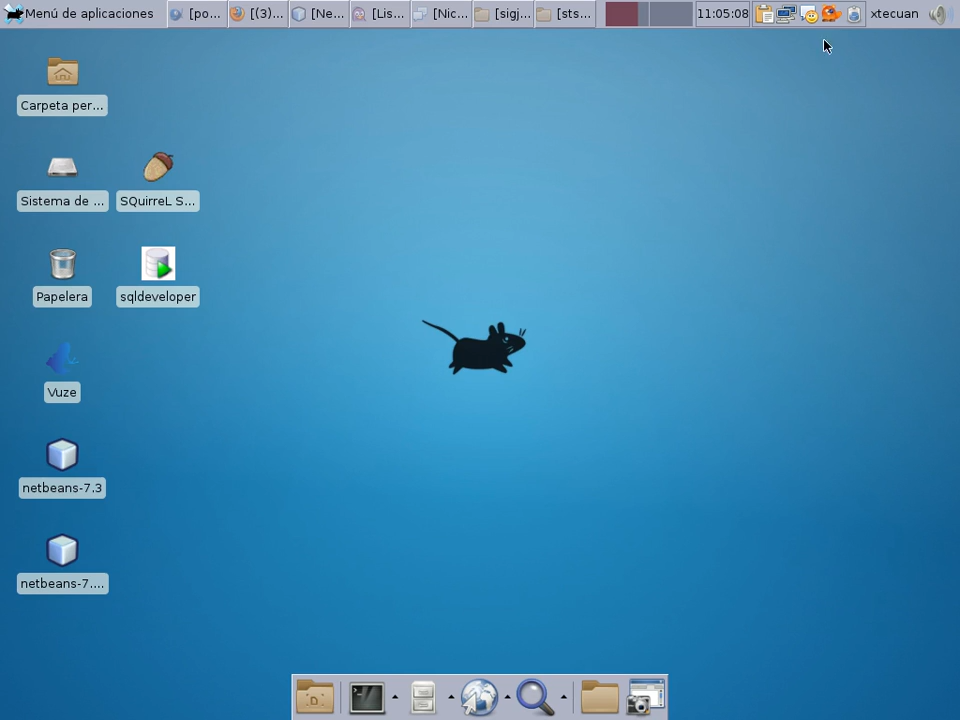 Menú de aplicaciones [po... [(3)... [Ne... [Lis... [Nic... [sigj... [sts... 11:05:08 xtecuan
Carpeta per...
Sistema de ... SQuirreL S...
Papelera sqldeveloper
Vuze
netbeans-7.3
netbeans-7....